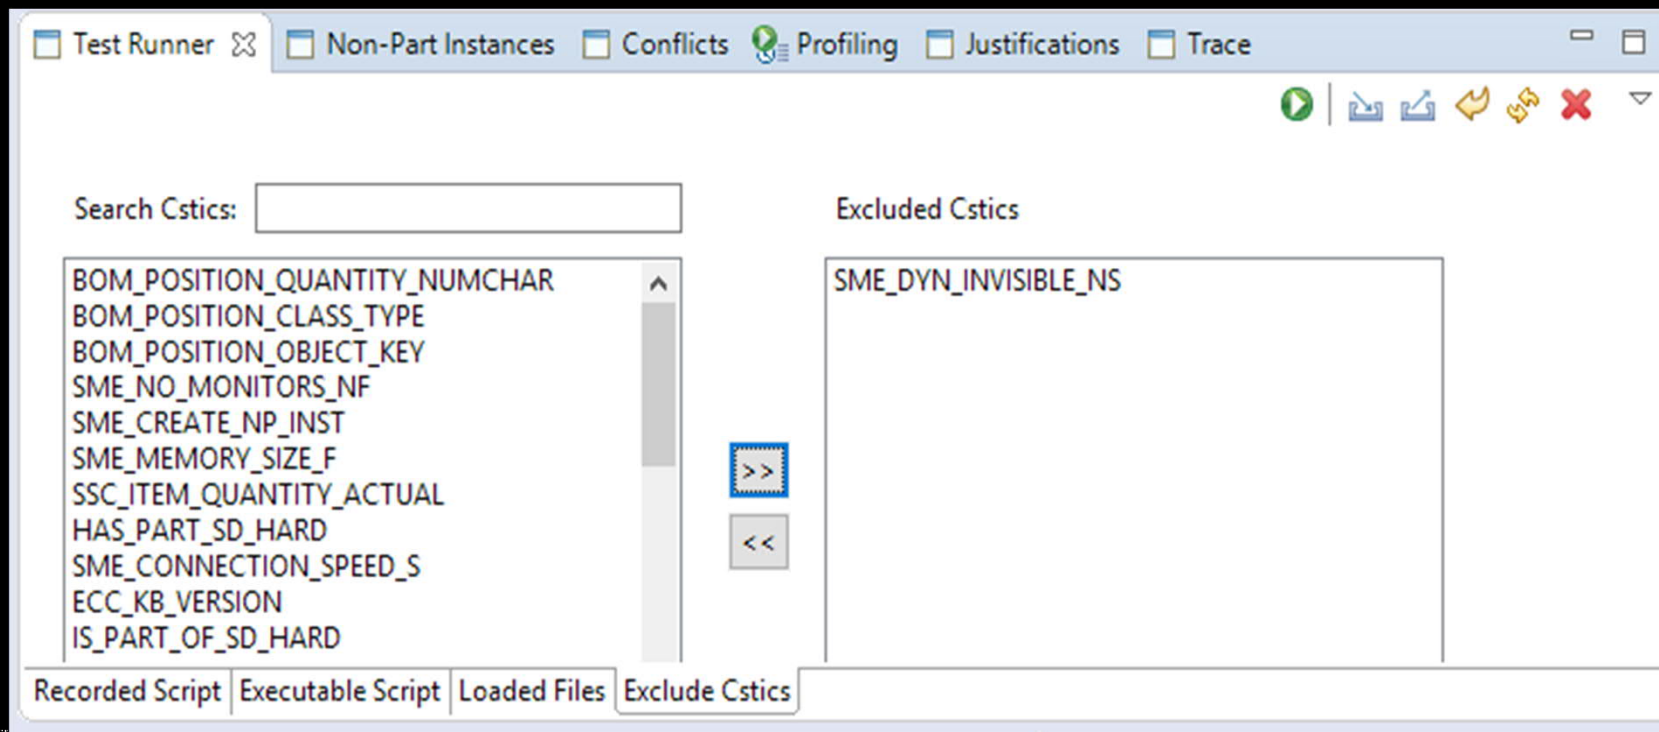 Test Runner Non-Part Instances Conflicts Profiling Justifications Trace
Search Cstics:
Excluded Cstics
BOM_POSITION_QUANTITY_NUMCHAR
BOM_POSITION_CLASS_TYPE
BOM_POSITION_OBJECT_KEY
SME_NO_MONITORS_NF
SME_CREATE_NP_INST
SME_MEMORY_SIZE_F
SSC_ITEM_QUANTITY_ACTUAL
HAS_PART_SD_HARD
SME_CONNECTION_SPEED_S
ECC_KB_VERSION
IS_PART_OF_SD_HARD
>>
<<
SME_DYN_INVISIBLE_NS
Recorded Script Executable Script Loaded Files Exclude Cstics